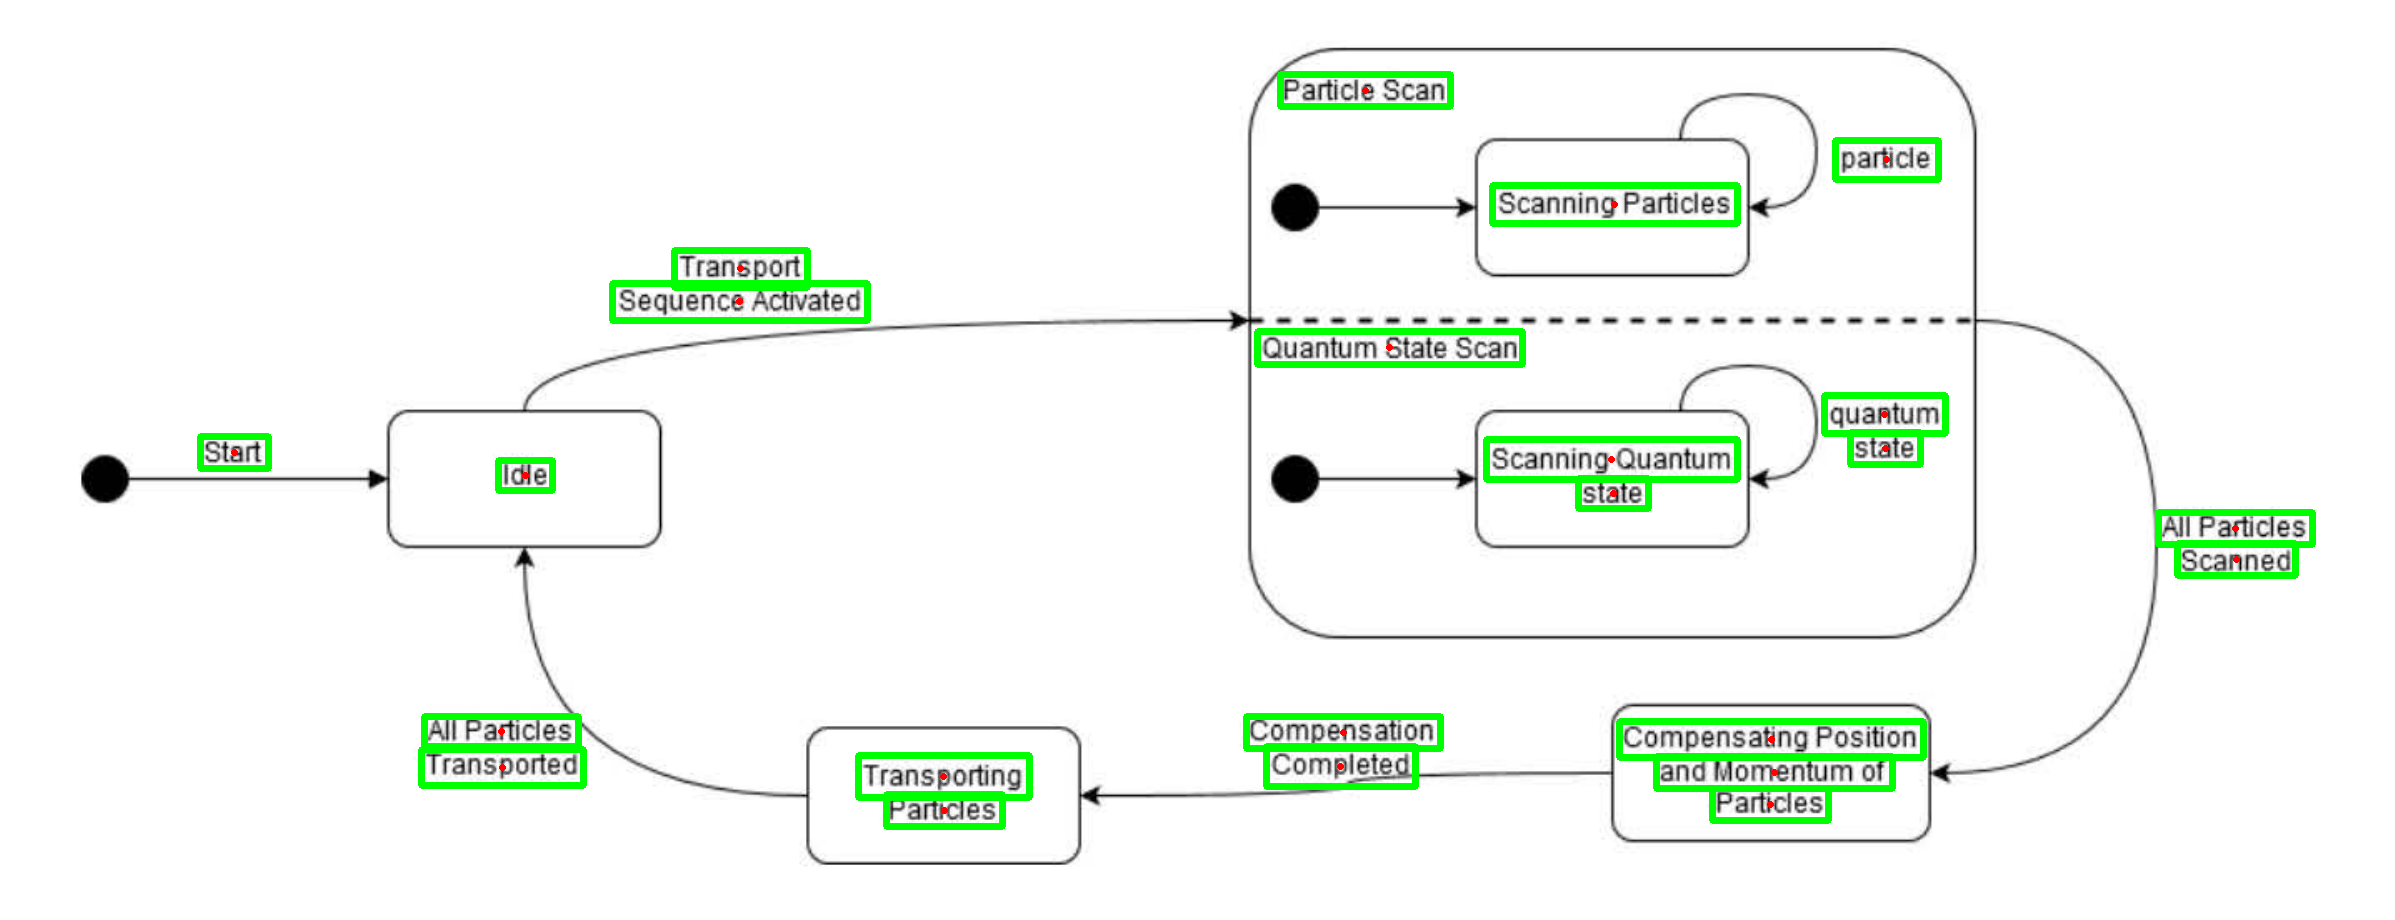 Particle Scan
particle
Scanning Particles
Transport
Sequence Activated
Quantum State Scan
quantum
state
Scanning Quantum
state
Start
Idle
All Particles
Scanned
All Particles
Transported
Transporting
Particles
Compensation
Completed
Compensating Position
and Momentum of
Particles